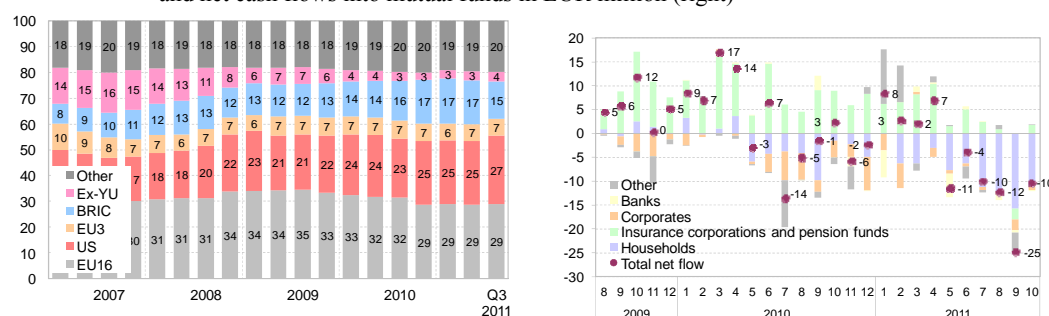 and net cash flows into mutual funds in EUR million (right)
100
90
80
70
60
50
40
30
20
10
0
18 19 20 19 18 19 18 18 19 19 18 19 19 19 20 20 19 19 20
14 15 16 15 14 13 11 8 6 7 7 6 4 4 3 3 3 3 4
8 9 10 11 12 13 13 12 13 12 12 13 14 14 16 17 17 17 15
10 9 8 7 7 6 7 7 6 7 7 7 7 7 7 7 6 7 7
7 18 18 20 22 23 21 21 22 24 24 23 25 25 25 27
30 31 31 31 34 34 34 35 33 33 32 32 29 29 29 29
Other
Ex-YU
BRIC
EU3
US
EU16
2007 2008 2009 2010 Q3
2011
20
15
10
5
0
-5
-10
-15
-20
-25
-30
4 6 12 0 5 9 7 17 14 -3 7 -14 -5 -1 3 2 -6 -2 8 3 2 7 -11 -4 -10 -12 -25 -10
Other
Banks
Corporates
Insurance corporations and pension funds
Households
Total net flow
8 9 10 11 12 1 2 3 4 5 6 7 8 9 10 11 12 1 2 3 4 5 6 7 8 9 10
2009 2010 2011